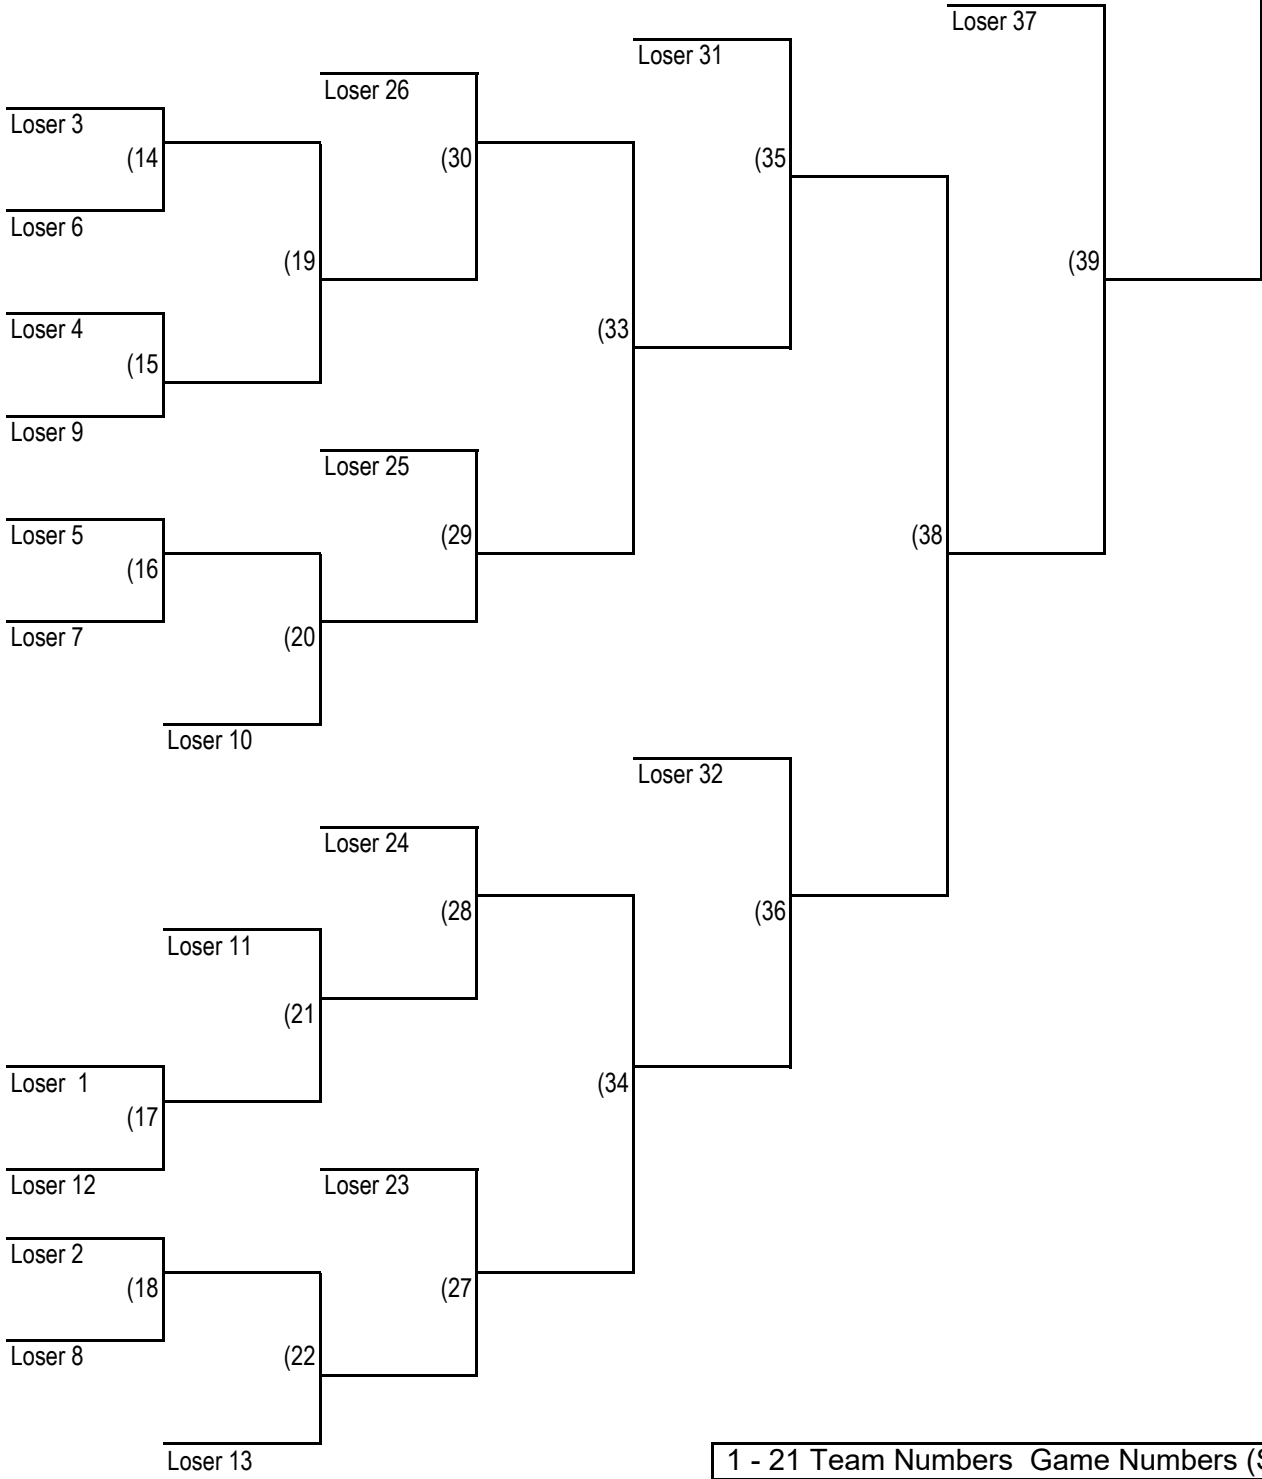 Loser 37
Loser 31
Loser 26
Loser 3
(14
(30
(35
Loser 6
(19
(39
Loser 4
(33
(15
Loser 9
Loser 25
Loser 5
(29
(38
(16
Loser 7
(20
Loser 10
Loser 32
Loser 24
(28
(36
Loser 11
(21
Loser  1
(34
(17
Loser 12
Loser 23
Loser 2
(18
(27
Loser 8
(22
Loser 13
1 - 21 Team Numbers  Game Numbers (